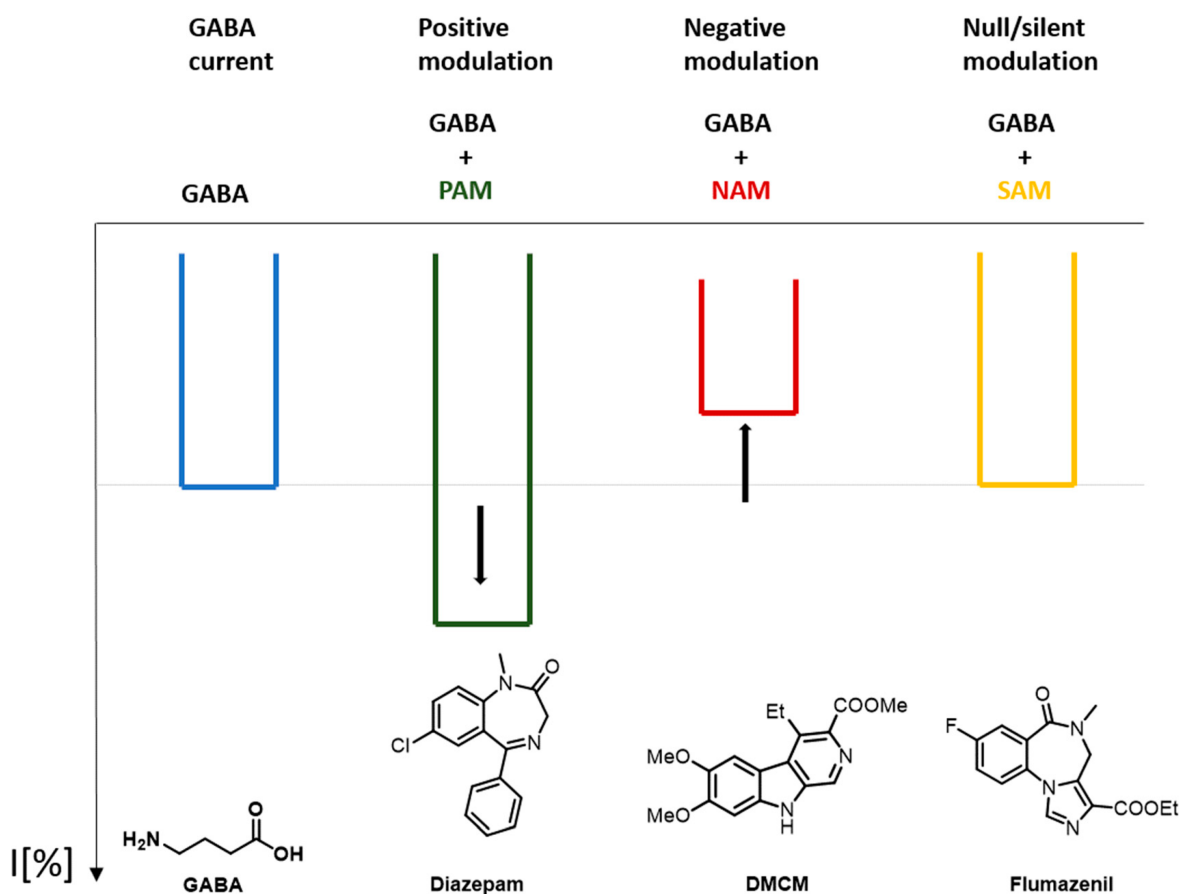 GABA
current
Positive
modulation
Negative
modulation
Null/silent
modulation
GABA
GABA
+
PAM
GABA
+
NAM
GABA
+
SAM
I[%]
H₂N
O
OH
GABA
N
O
N
Cl
Diazepam
Et
COOMe
MeO
MeO
N
N
H
DMCM
F
O
N
N
N
COOEt
Flumazenil